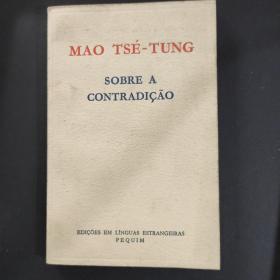 MAO TSÉ-TUNG
SOBRE A
CONTRADIÇÃO
EDIÇÕES EM LÍNGUAS ESTRANGEIRAS
PEQUIM